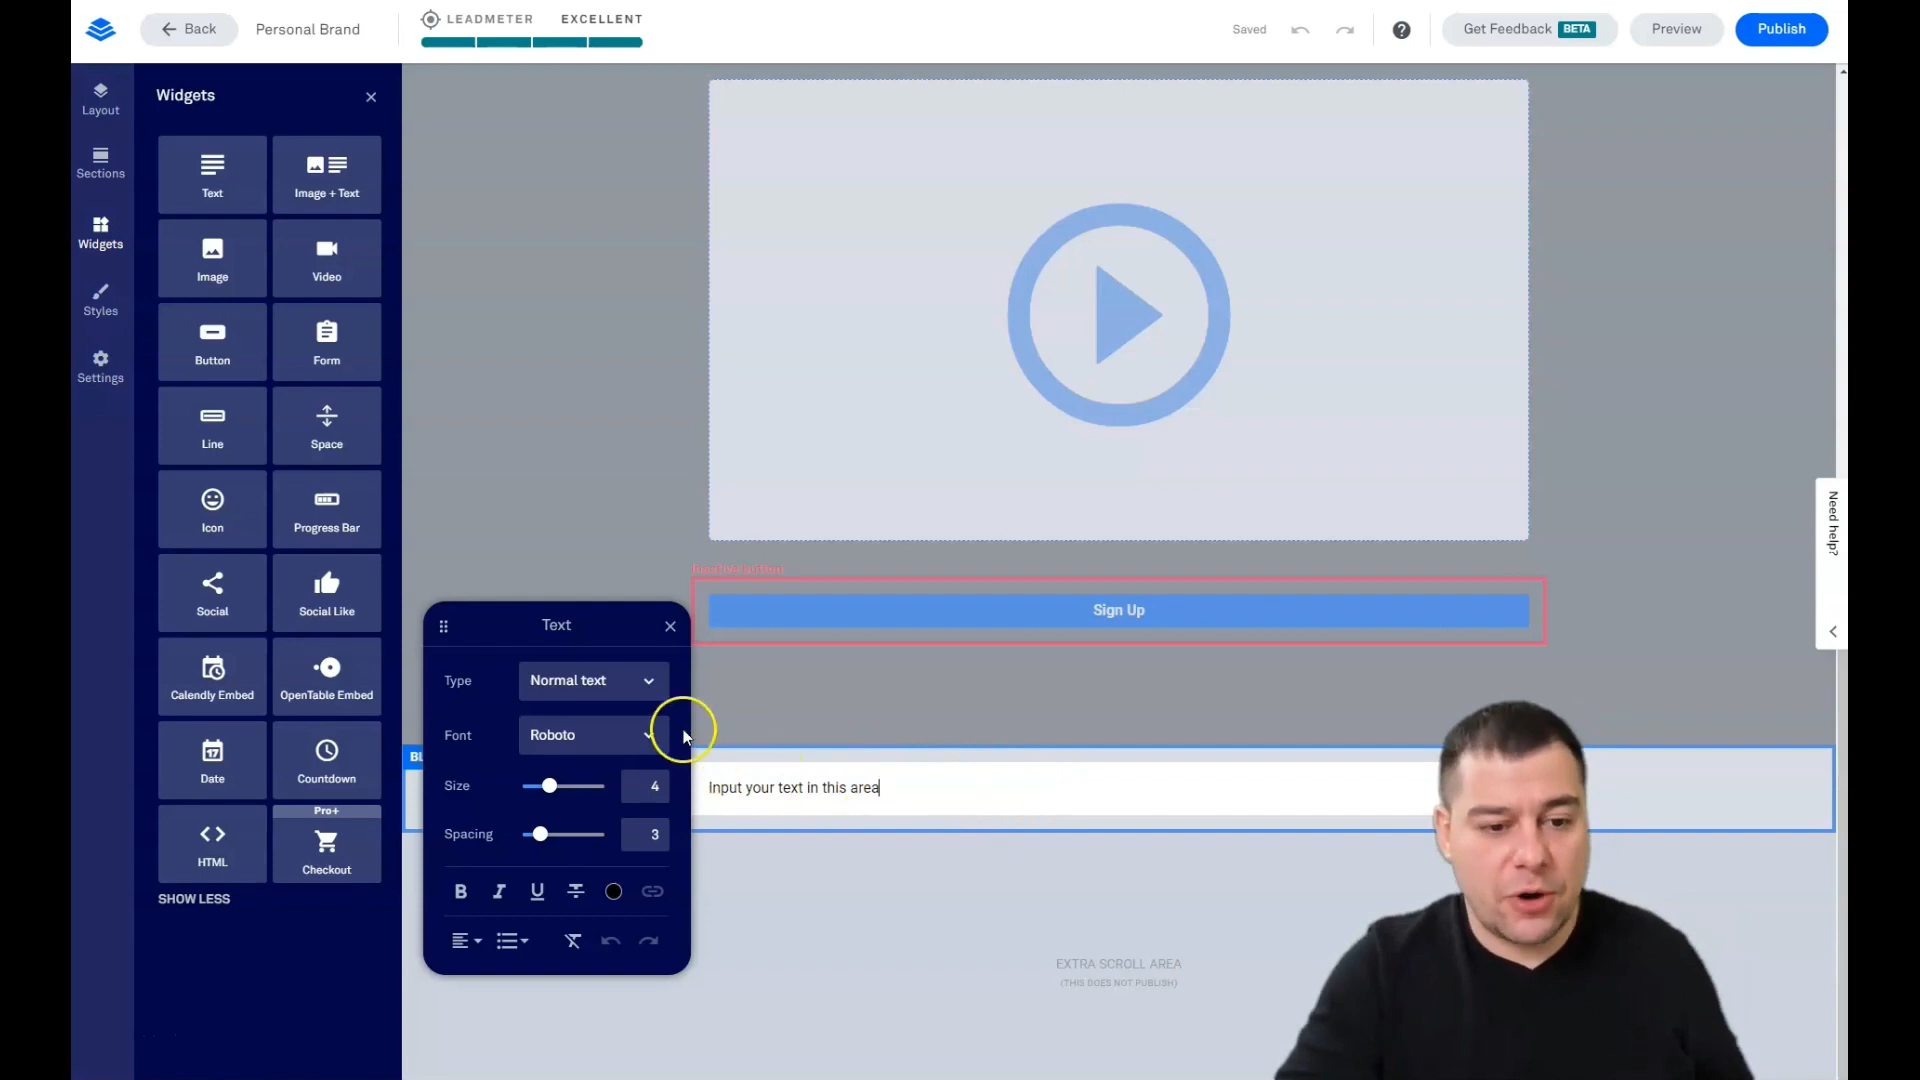 Back
Personal Brand
LEADMETER EXCELLENT
Saved
Get Feedback BETA
Preview
Publish
Layout
Sections
Widgets
Styles
Settings
Widgets
Text
Image + Text
Image
Video
Button
Form
Line
Space
Icon
Progress Bar
Social
Social Like
Calendly Embed
OpenTable Embed
17
Date
Countdown
HTML
Pro+
Checkout
SHOW LESS
Sign Up
Text
Type
Normal text
Font
Roboto
Size
4
Spacing
3
B I U
Input your text in this area
EXTRA SCROLL AREA
(THIS DOES NOT PUBLISH)
Need help?